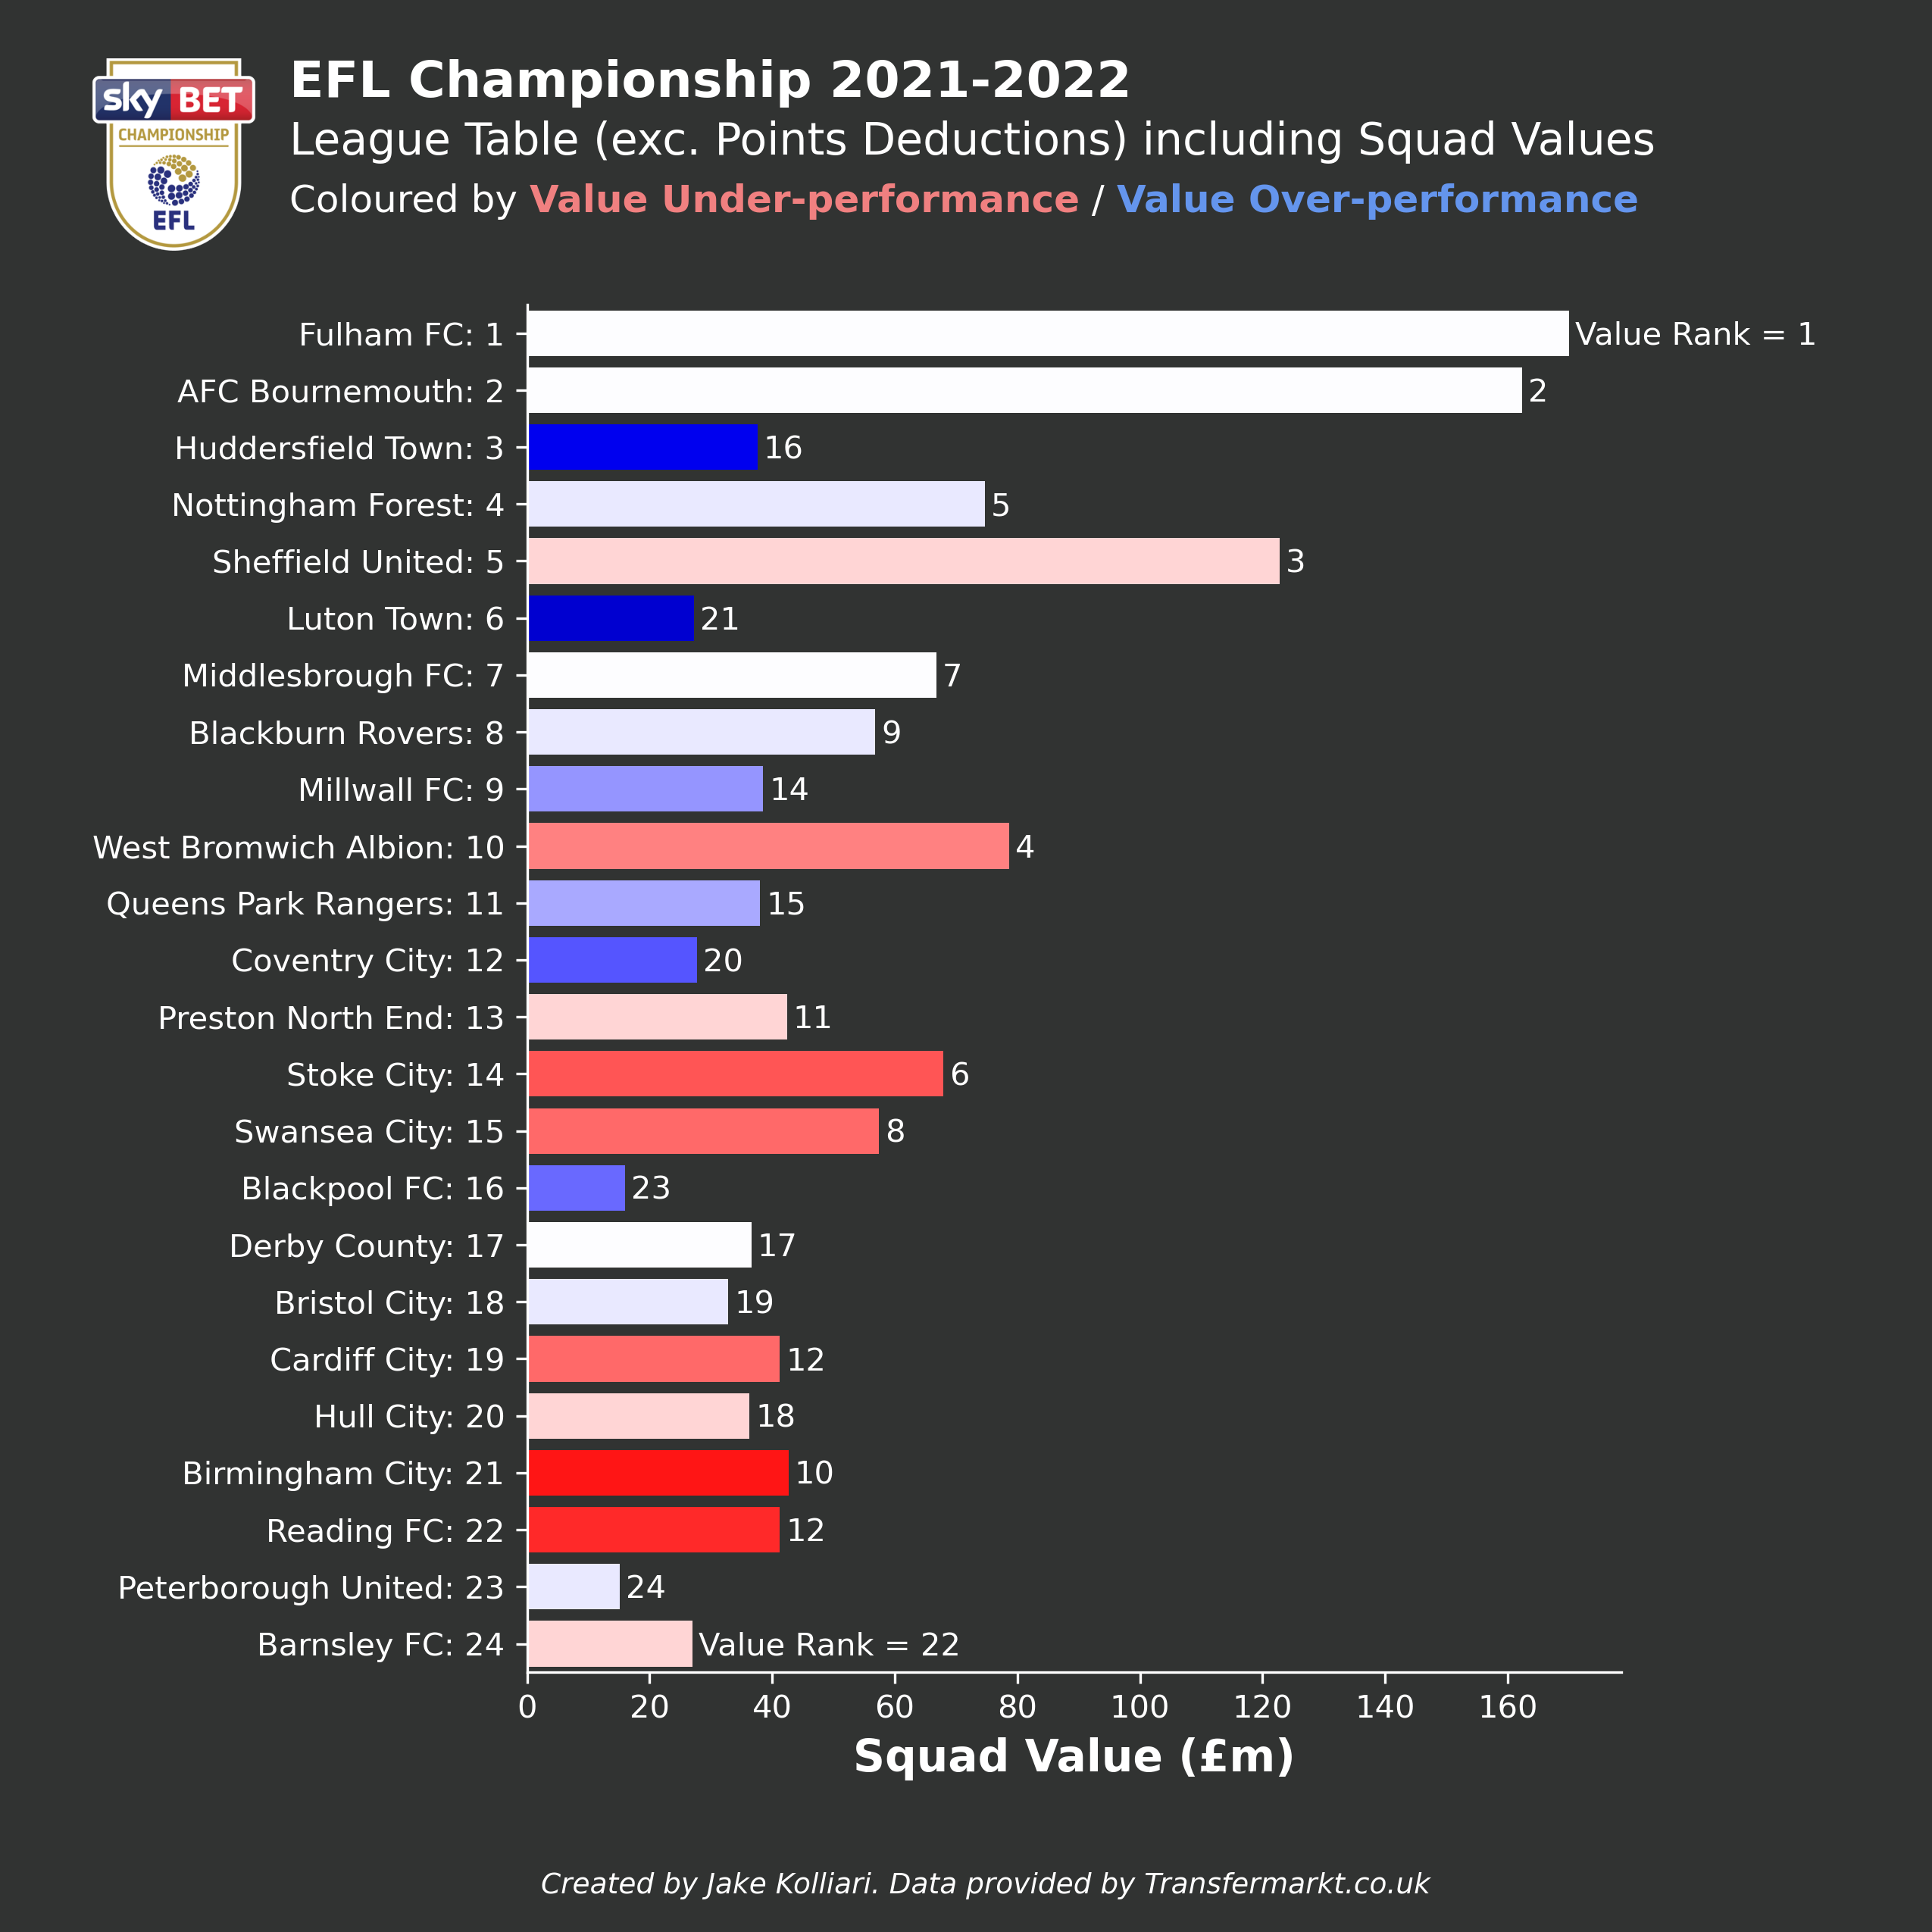 sky BET
CHAMPIONSHIP
EFL
EFL Championship 2021-2022
League Table (exc. Points Deductions) including Squad Values
Coloured by Value Under-performance / Value Over-performance
Fulham FC: 1 Value Rank = 1
AFC Bournemouth: 2 2
Huddersfield Town: 3 16
Nottingham Forest: 4 5
Sheffield United: 5 3
Luton Town: 6 21
Middlesbrough FC: 7 7
Blackburn Rovers: 8 9
Millwall FC: 9 14
West Bromwich Albion: 10 4
Queens Park Rangers: 11 15
Coventry City: 12 20
Preston North End: 13 11
Stoke City: 14 6
Swansea City: 15 8
Blackpool FC: 16 23
Derby County: 17 17
Bristol City: 18 19
Cardiff City: 19 12
Hull City: 20 18
Birmingham City: 21 10
Reading FC: 22 12
Peterborough United: 23 24
Barnsley FC: 24 Value Rank = 22
0 20 40 60 80 100 120 140 160
Squad Value (£m)
Created by Jake Kolliari. Data provided by Transfermarkt.co.uk